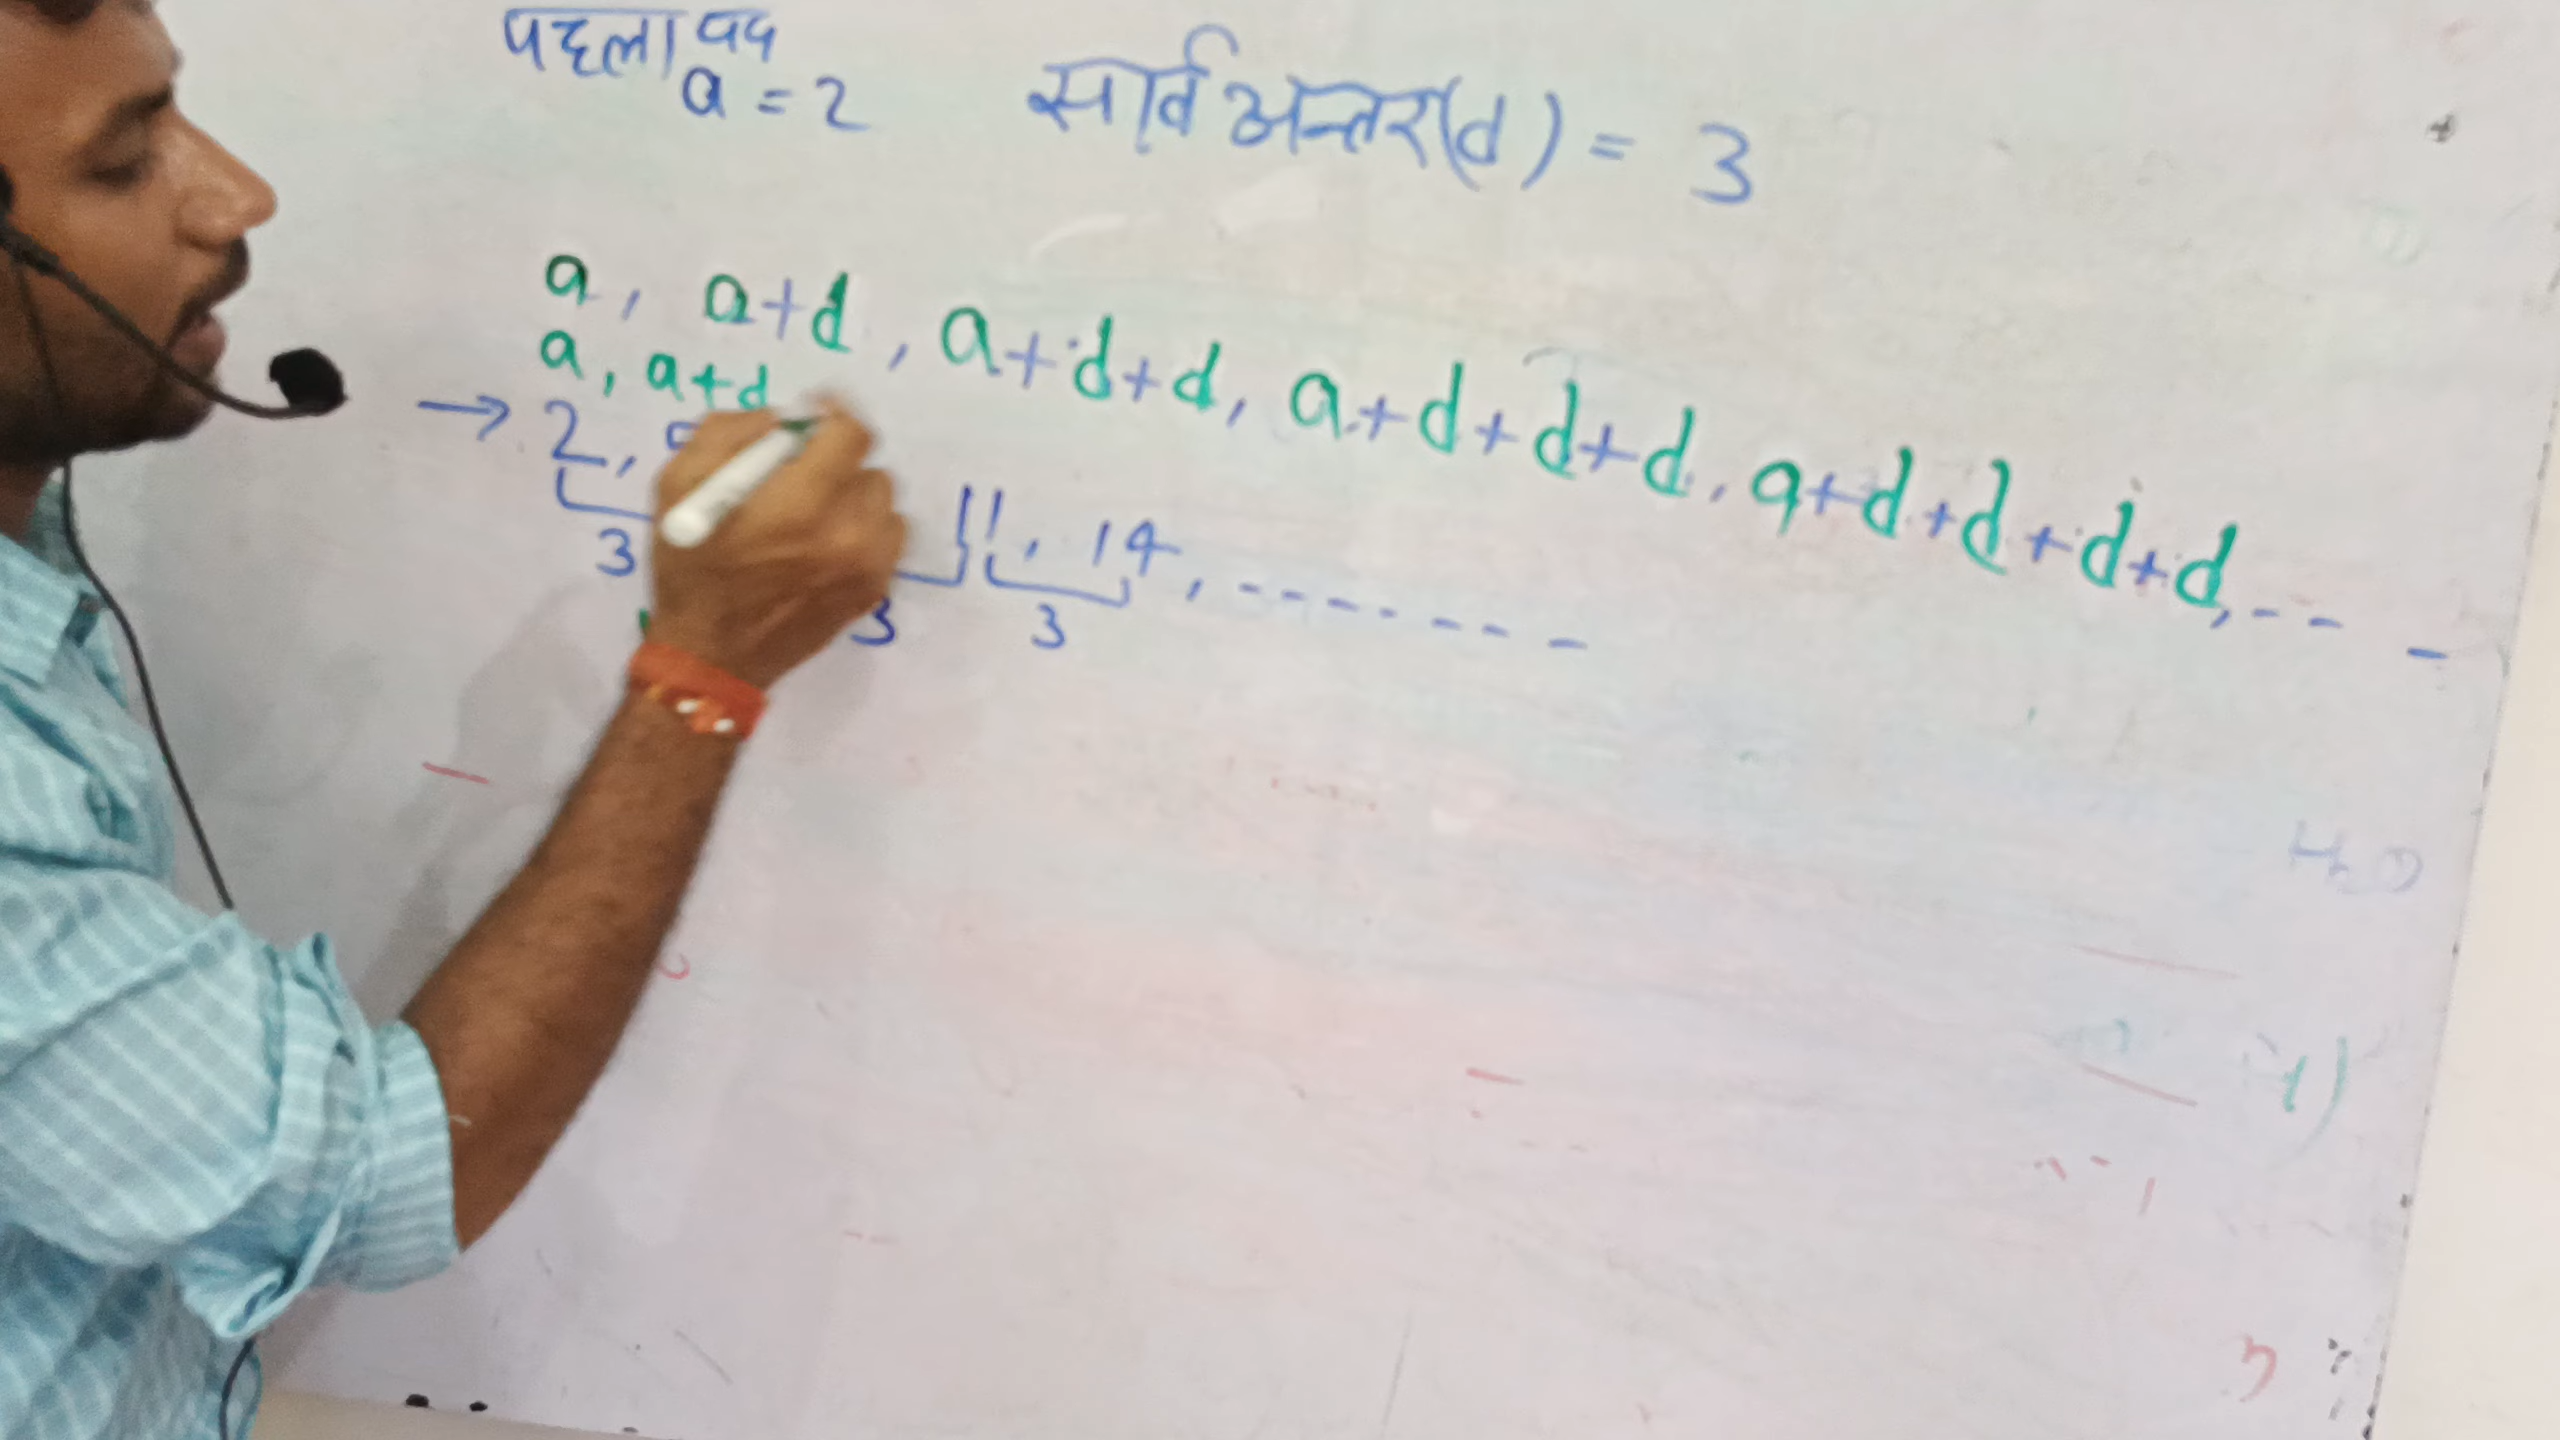 पहला पद
a = 2
सार्व अन्तर(d) = 3
a, a+d, a+d+d, a+d+d+d, a+d+d+d+d, - - -
a, a+d
→ 2, 11, 14, - - - - - - - -
3 3 3